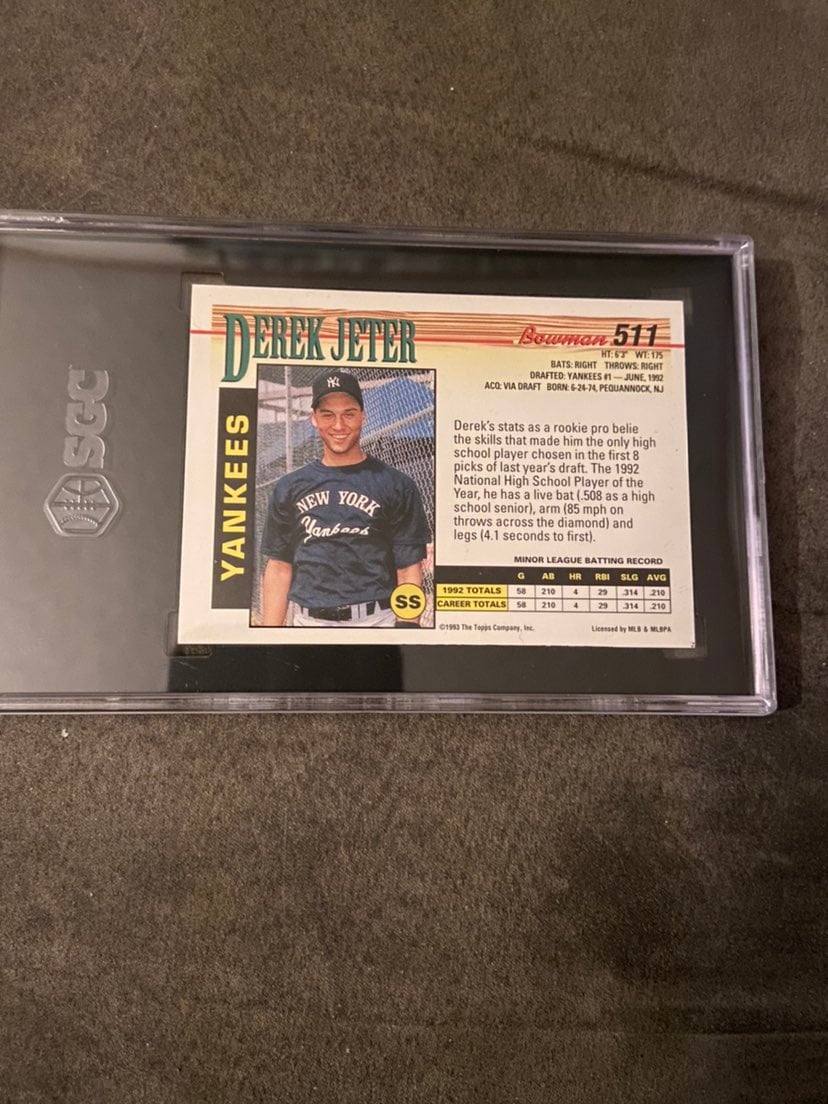 SGC
DEREK JETER
Bowman 511
HT: 6'3" WT: 175
BATS: RIGHT THROWS: RIGHT
DRAFTED: YANKEES #1 — JUNE, 1992
ACQ: VIA DRAFT BORN: 6-24-74, PEQUANNOCK, NJ
YANKEES
NY
NEW YORK
Yankees
SS
Derek's stats as a rookie pro belie
the skills that made him the only high
school player chosen in the first 8
picks of last year's draft. The 1992
National High School Player of the
Year, he has a live bat (.508 as a high
school senior), arm (85 mph on
throws across the diamond) and
legs (4.1 seconds to first).
MINOR LEAGUE BATTING RECORD
G AB HR RBI SLG AVG
1992 TOTALS 58 210 4 29 .314 .210
CAREER TOTALS 58 210 4 29 .314 .210
©1993 The Topps Company, Inc. Licensed by MLB & MLBPA